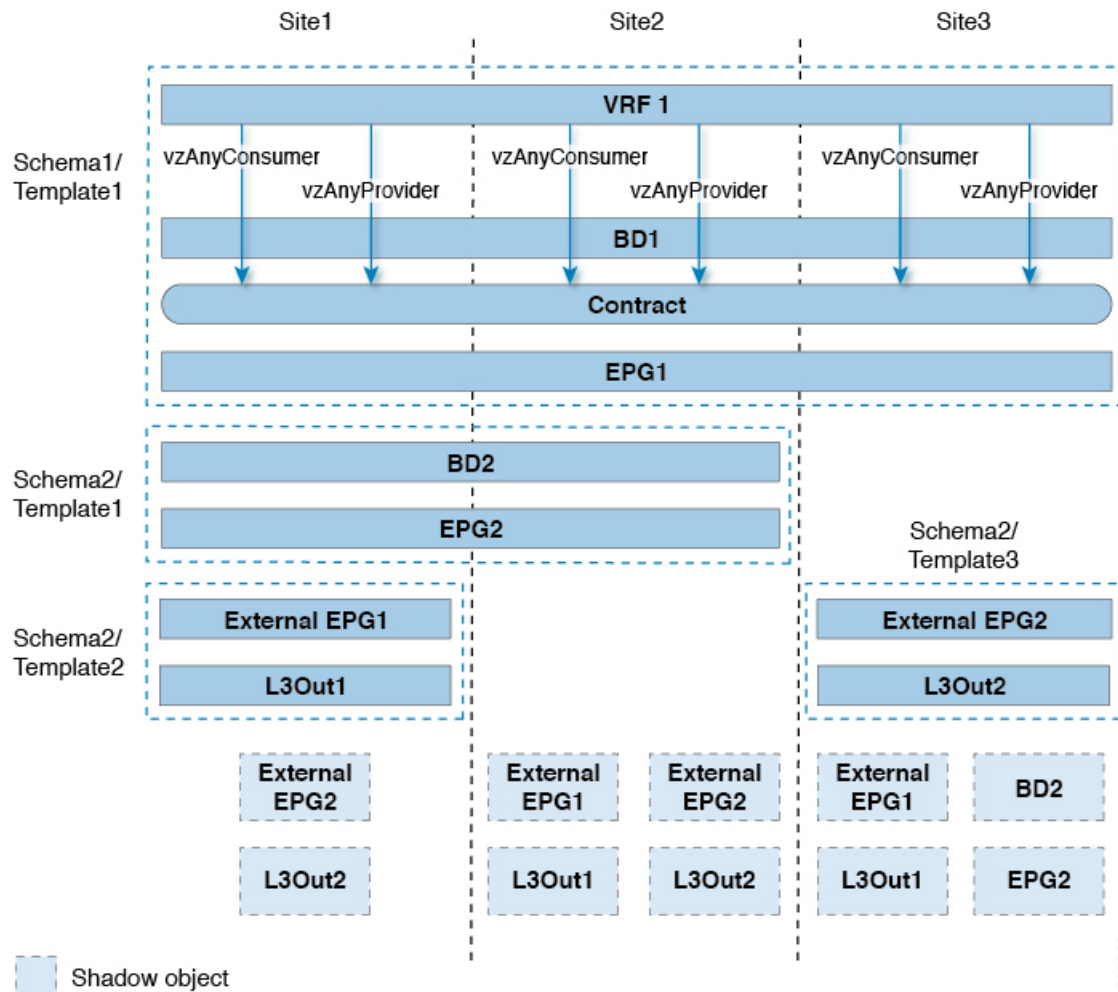 Site1 Site2 Site3
VRF 1
Schema1/
Template1
vzAnyConsumer vzAnyConsumer vzAnyConsumer
vzAnyProvider vzAnyProvider vzAnyProvider
BD1
Contract
EPG1
Schema2/
Template1
BD2
EPG2
Schema2/
Template3
Schema2/
Template2
External EPG1 External EPG2
L3Out1 L3Out2
External External External External BD2
EPG2 EPG1 EPG2 EPG1
L3Out2 L3Out1 L3Out2 L3Out1 EPG2
Shadow object